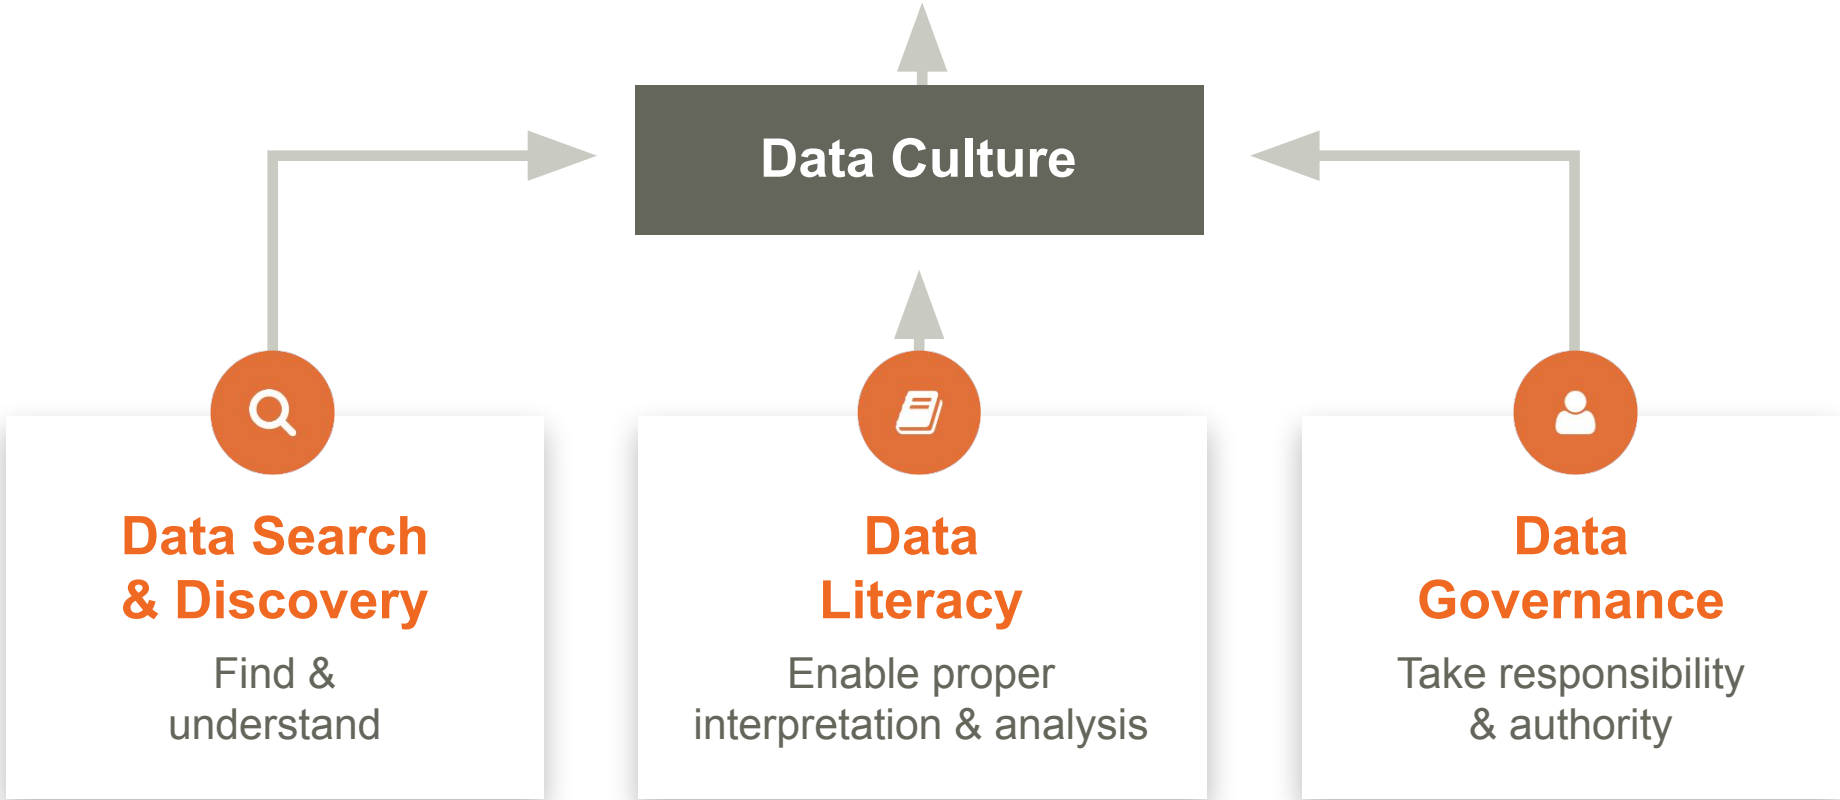 Data Culture
Data Search
& Discovery
Find &
understand
Data
Literacy
Enable proper
interpretation & analysis
Data
Governance
Take responsibility
& authority